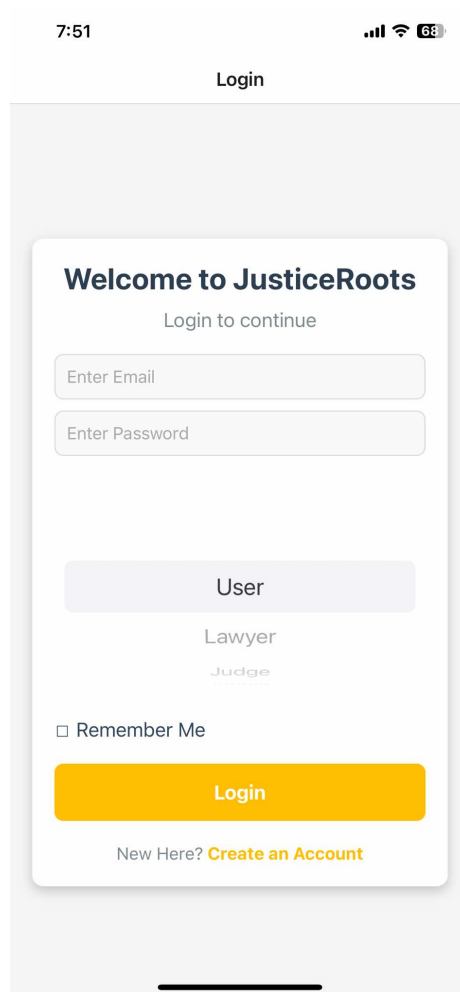 7:51
68
Login
Welcome to JusticeRoots
Login to continue
Enter Email
Enter Password
User
Lawyer
Judge
Remember Me
Login
New Here? Create an Account